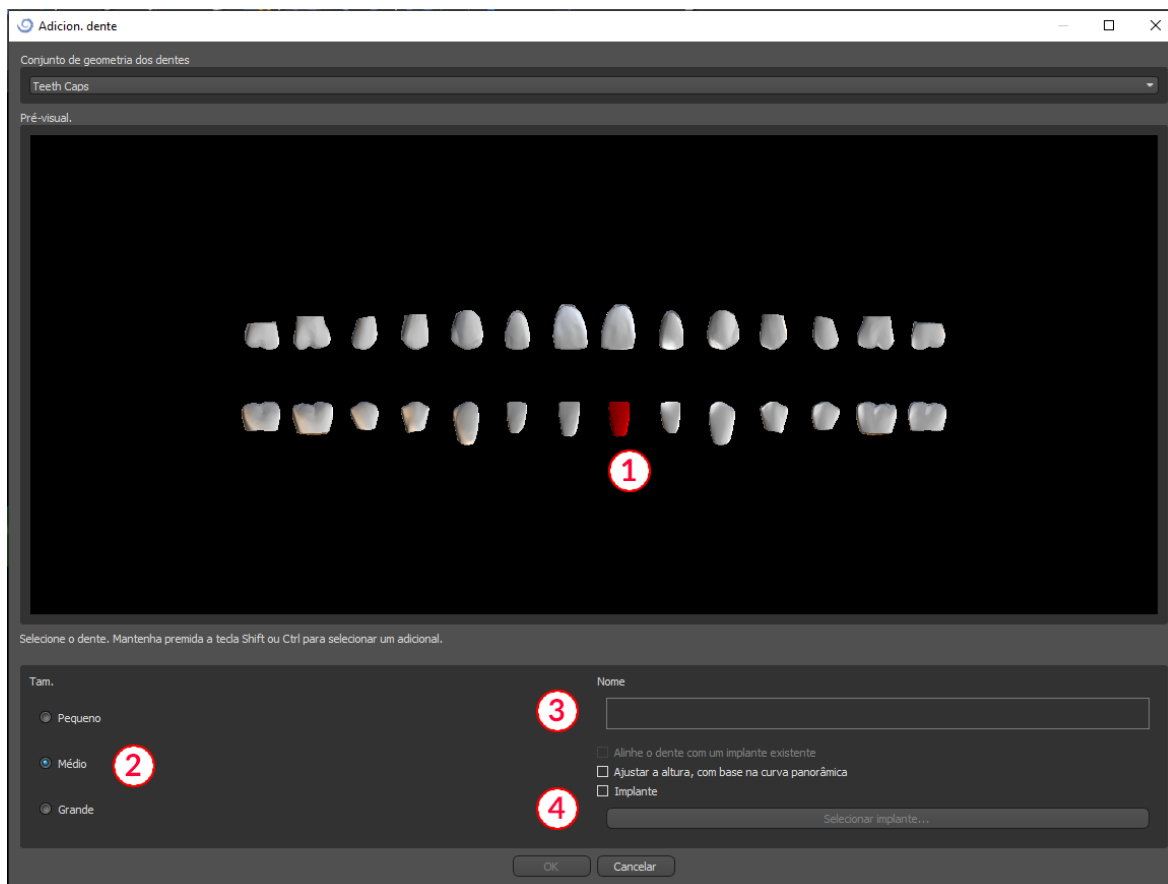 Adicion. dente
Conjunto de geometria dos dentes
Teeth Caps
Pré-visual.
1
Selecione o dente. Mantenha premida a tecla Shift ou Ctrl para selecionar um adicional.
Tam.
Pequeno
Médio
2
Grande
Nome
3
Alinhe o dente com um implante existente
Ajustar a altura, com base na curva panorâmica
Implante
4
Selecionar implante...
OK
Cancelar